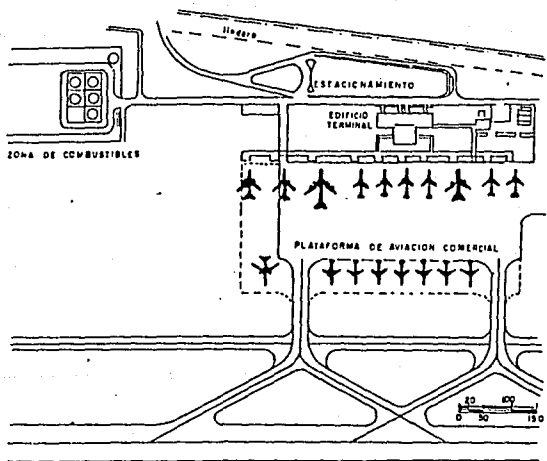 lindero
ESTACIONAMIENTO
EDIFICIO
TERMINAL
ZONA DE COMBUSTIBLES
PLATAFORMA DE AVIACION COMERCIAL
20 100
0 50 150